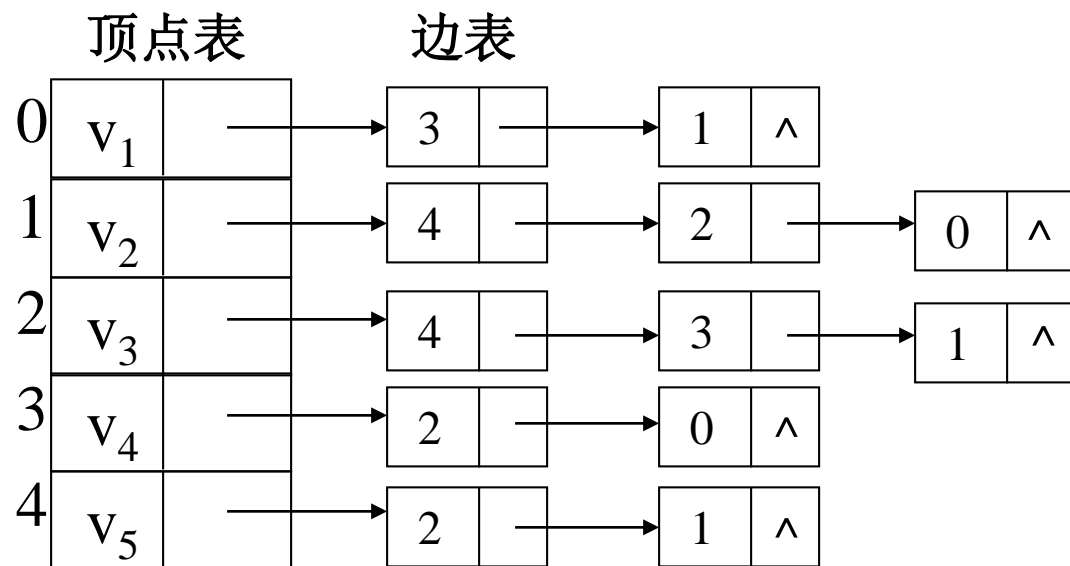 顶点表 边表
0 v₁ 3 1 ^
1 v₂ 4 2 0 ^
2 v₃ 4 3 1 ^
3 v₄ 2 0 ^
4 v₅ 2 1 ^